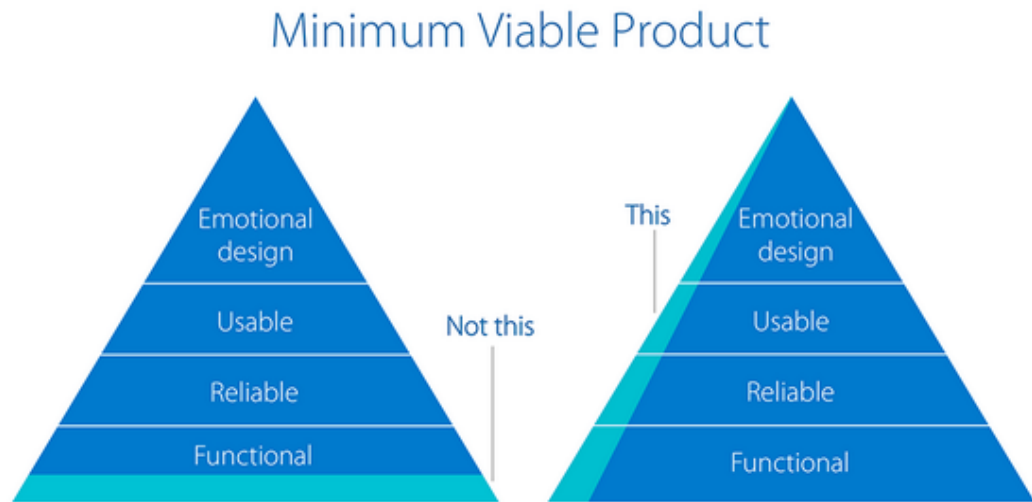 Minimum Viable Product
Emotional
design
Usable
Reliable
Functional
Not this
This
Emotional
design
Usable
Reliable
Functional